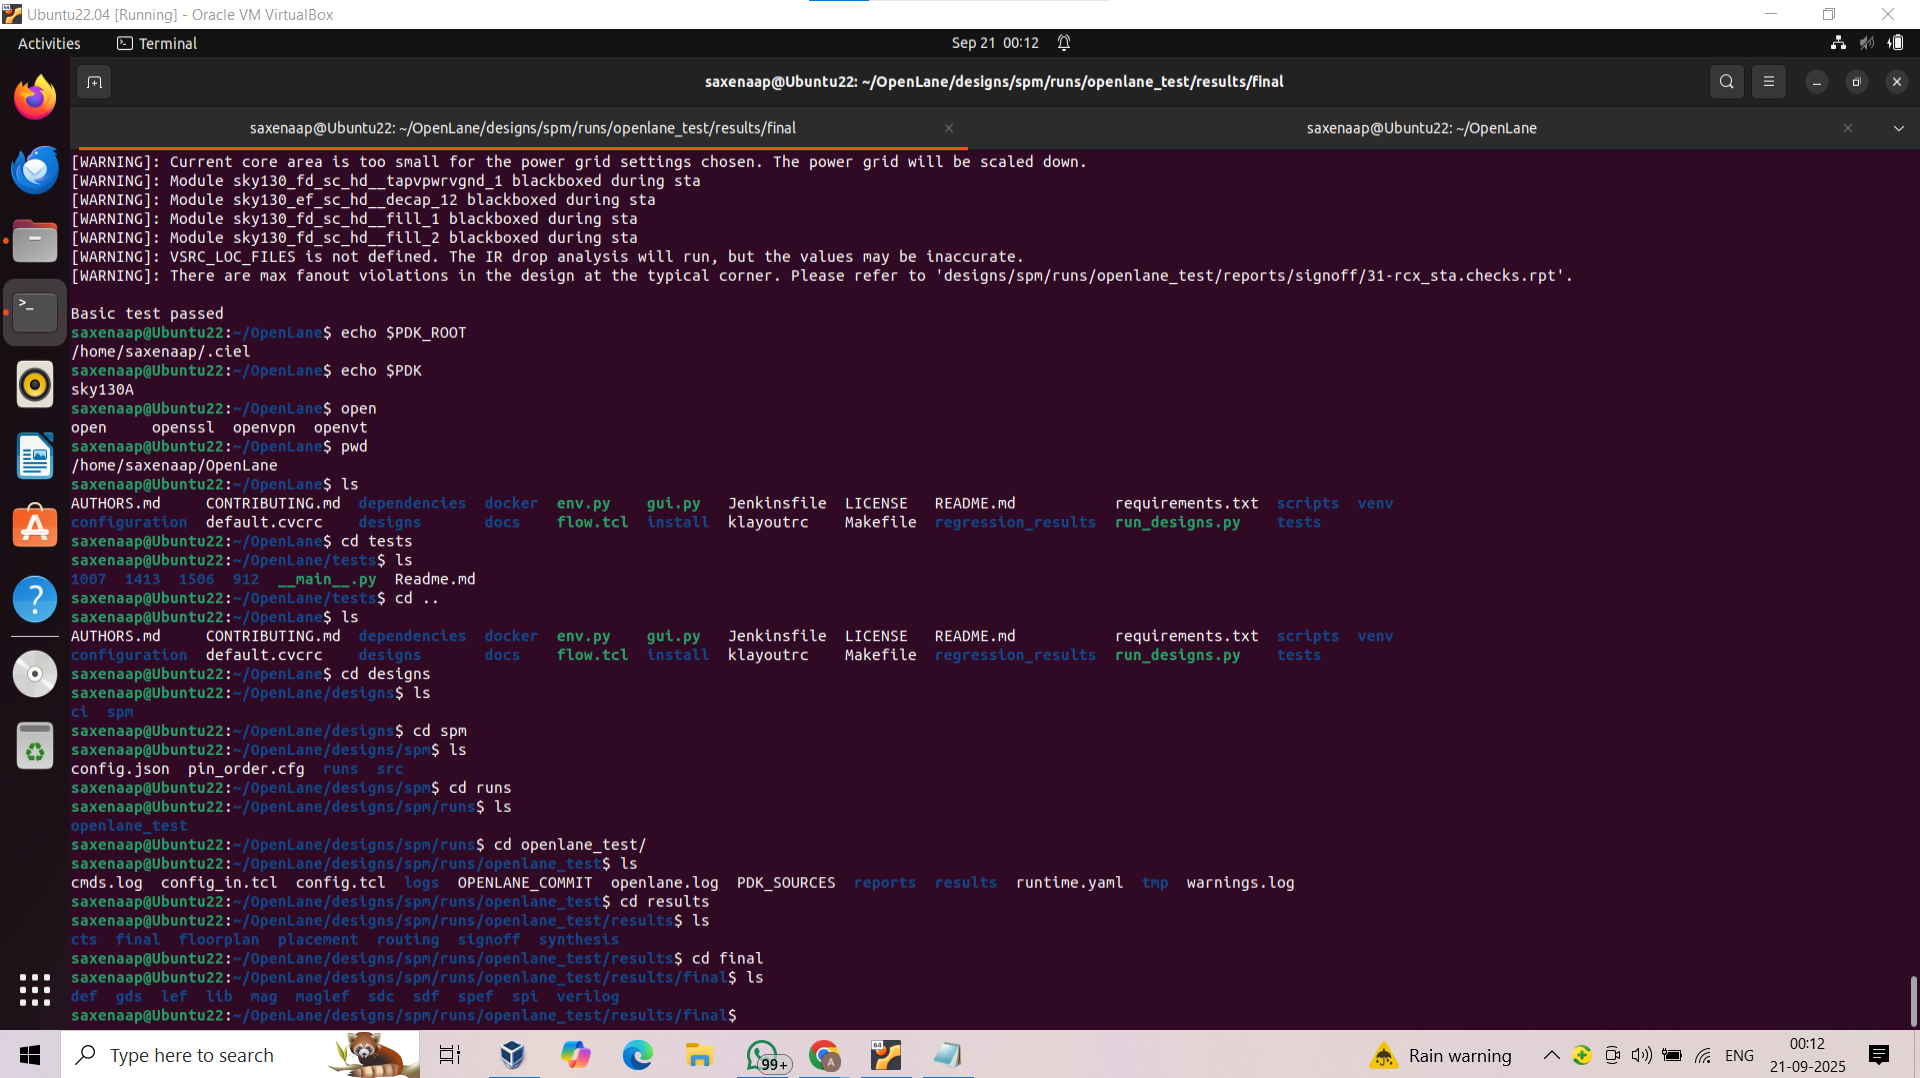 Ubuntu22.04 [Running] - Oracle VM VirtualBox
Activities
Terminal
Sep 21 00:12
saxenaap@Ubuntu22: ~/OpenLane/designs/spm/runs/openlane_test/results/final
saxenaap@Ubuntu22: ~/OpenLane/designs/spm/runs/openlane_test/results/final
saxenaap@Ubuntu22: ~/OpenLane
[WARNING]: Current core area is too small for the power grid settings chosen. The power grid will be scaled down.
[WARNING]: Module sky130_fd_sc_hd__tapvpwrvgnd_1 blackboxed during sta
[WARNING]: Module sky130_ef_sc_hd__decap_12 blackboxed during sta
[WARNING]: Module sky130_fd_sc_hd__fill_1 blackboxed during sta
[WARNING]: Module sky130_fd_sc_hd__fill_2 blackboxed during sta
[WARNING]: VSRC_LOC_FILES is not defined. The IR drop analysis will run, but the values may be inaccurate.
[WARNING]: There are max fanout violations in the design at the typical corner. Please refer to 'designs/spm/runs/openlane_test/reports/signoff/31-rcx_sta.checks.rpt'.
Basic test passed
saxenaap@Ubuntu22:~/OpenLane$ echo $PDK_ROOT
/home/saxenaap/.ciel
saxenaap@Ubuntu22:~/OpenLane$ echo $PDK
sky130A
saxenaap@Ubuntu22:~/OpenLane$ open
open openssl openvpn openvt
saxenaap@Ubuntu22:~/OpenLane$ pwd
/home/saxenaap/OpenLane
saxenaap@Ubuntu22:~/OpenLane$ ls
AUTHORS.md CONTRIBUTING.md dependencies docker env.py gui.py Jenkinsfile LICENSE README.md requirements.txt scripts venv
configuration default.cvcrc designs docs flow.tcl install klayoutrc Makefile regression_results run_designs.py tests
saxenaap@Ubuntu22:~/OpenLane$ cd tests
saxenaap@Ubuntu22:~/OpenLane/tests$ ls
1007 1413 1506 912 __main__.py Readme.md
saxenaap@Ubuntu22:~/OpenLane/tests$ cd ..
saxenaap@Ubuntu22:~/OpenLane$ ls
AUTHORS.md CONTRIBUTING.md dependencies docker env.py gui.py Jenkinsfile LICENSE README.md requirements.txt scripts venv
configuration default.cvcrc designs docs flow.tcl install klayoutrc Makefile regression_results run_designs.py tests
saxenaap@Ubuntu22:~/OpenLane$ cd designs
saxenaap@Ubuntu22:~/OpenLane/designs$ ls
ci spm
saxenaap@Ubuntu22:~/OpenLane/designs$ cd spm
saxenaap@Ubuntu22:~/OpenLane/designs/spm$ ls
config.json pin_order.cfg runs src
saxenaap@Ubuntu22:~/OpenLane/designs/spm$ cd runs
saxenaap@Ubuntu22:~/OpenLane/designs/spm/runs$ ls
openlane_test
saxenaap@Ubuntu22:~/OpenLane/designs/spm/runs$ cd openlane_test/
saxenaap@Ubuntu22:~/OpenLane/designs/spm/runs/openlane_test$ ls
cmds.log config_in.tcl config.tcl logs OPENLANE_COMMIT openlane.log PDK_SOURCES reports results runtime.yaml tmp warnings.log
saxenaap@Ubuntu22:~/OpenLane/designs/spm/runs/openlane_test$ cd results
saxenaap@Ubuntu22:~/OpenLane/designs/spm/runs/openlane_test/results$ ls
cts final floorplan placement routing signoff synthesis
saxenaap@Ubuntu22:~/OpenLane/designs/spm/runs/openlane_test/results$ cd final
saxenaap@Ubuntu22:~/OpenLane/designs/spm/runs/openlane_test/results/final$ ls
def gds lef lib mag maglef sdc sdf spef spi verilog
saxenaap@Ubuntu22:~/OpenLane/designs/spm/runs/openlane_test/results/final$
Type here to search
99+
A
64
Rain warning
ENG
00:12
21-09-2025